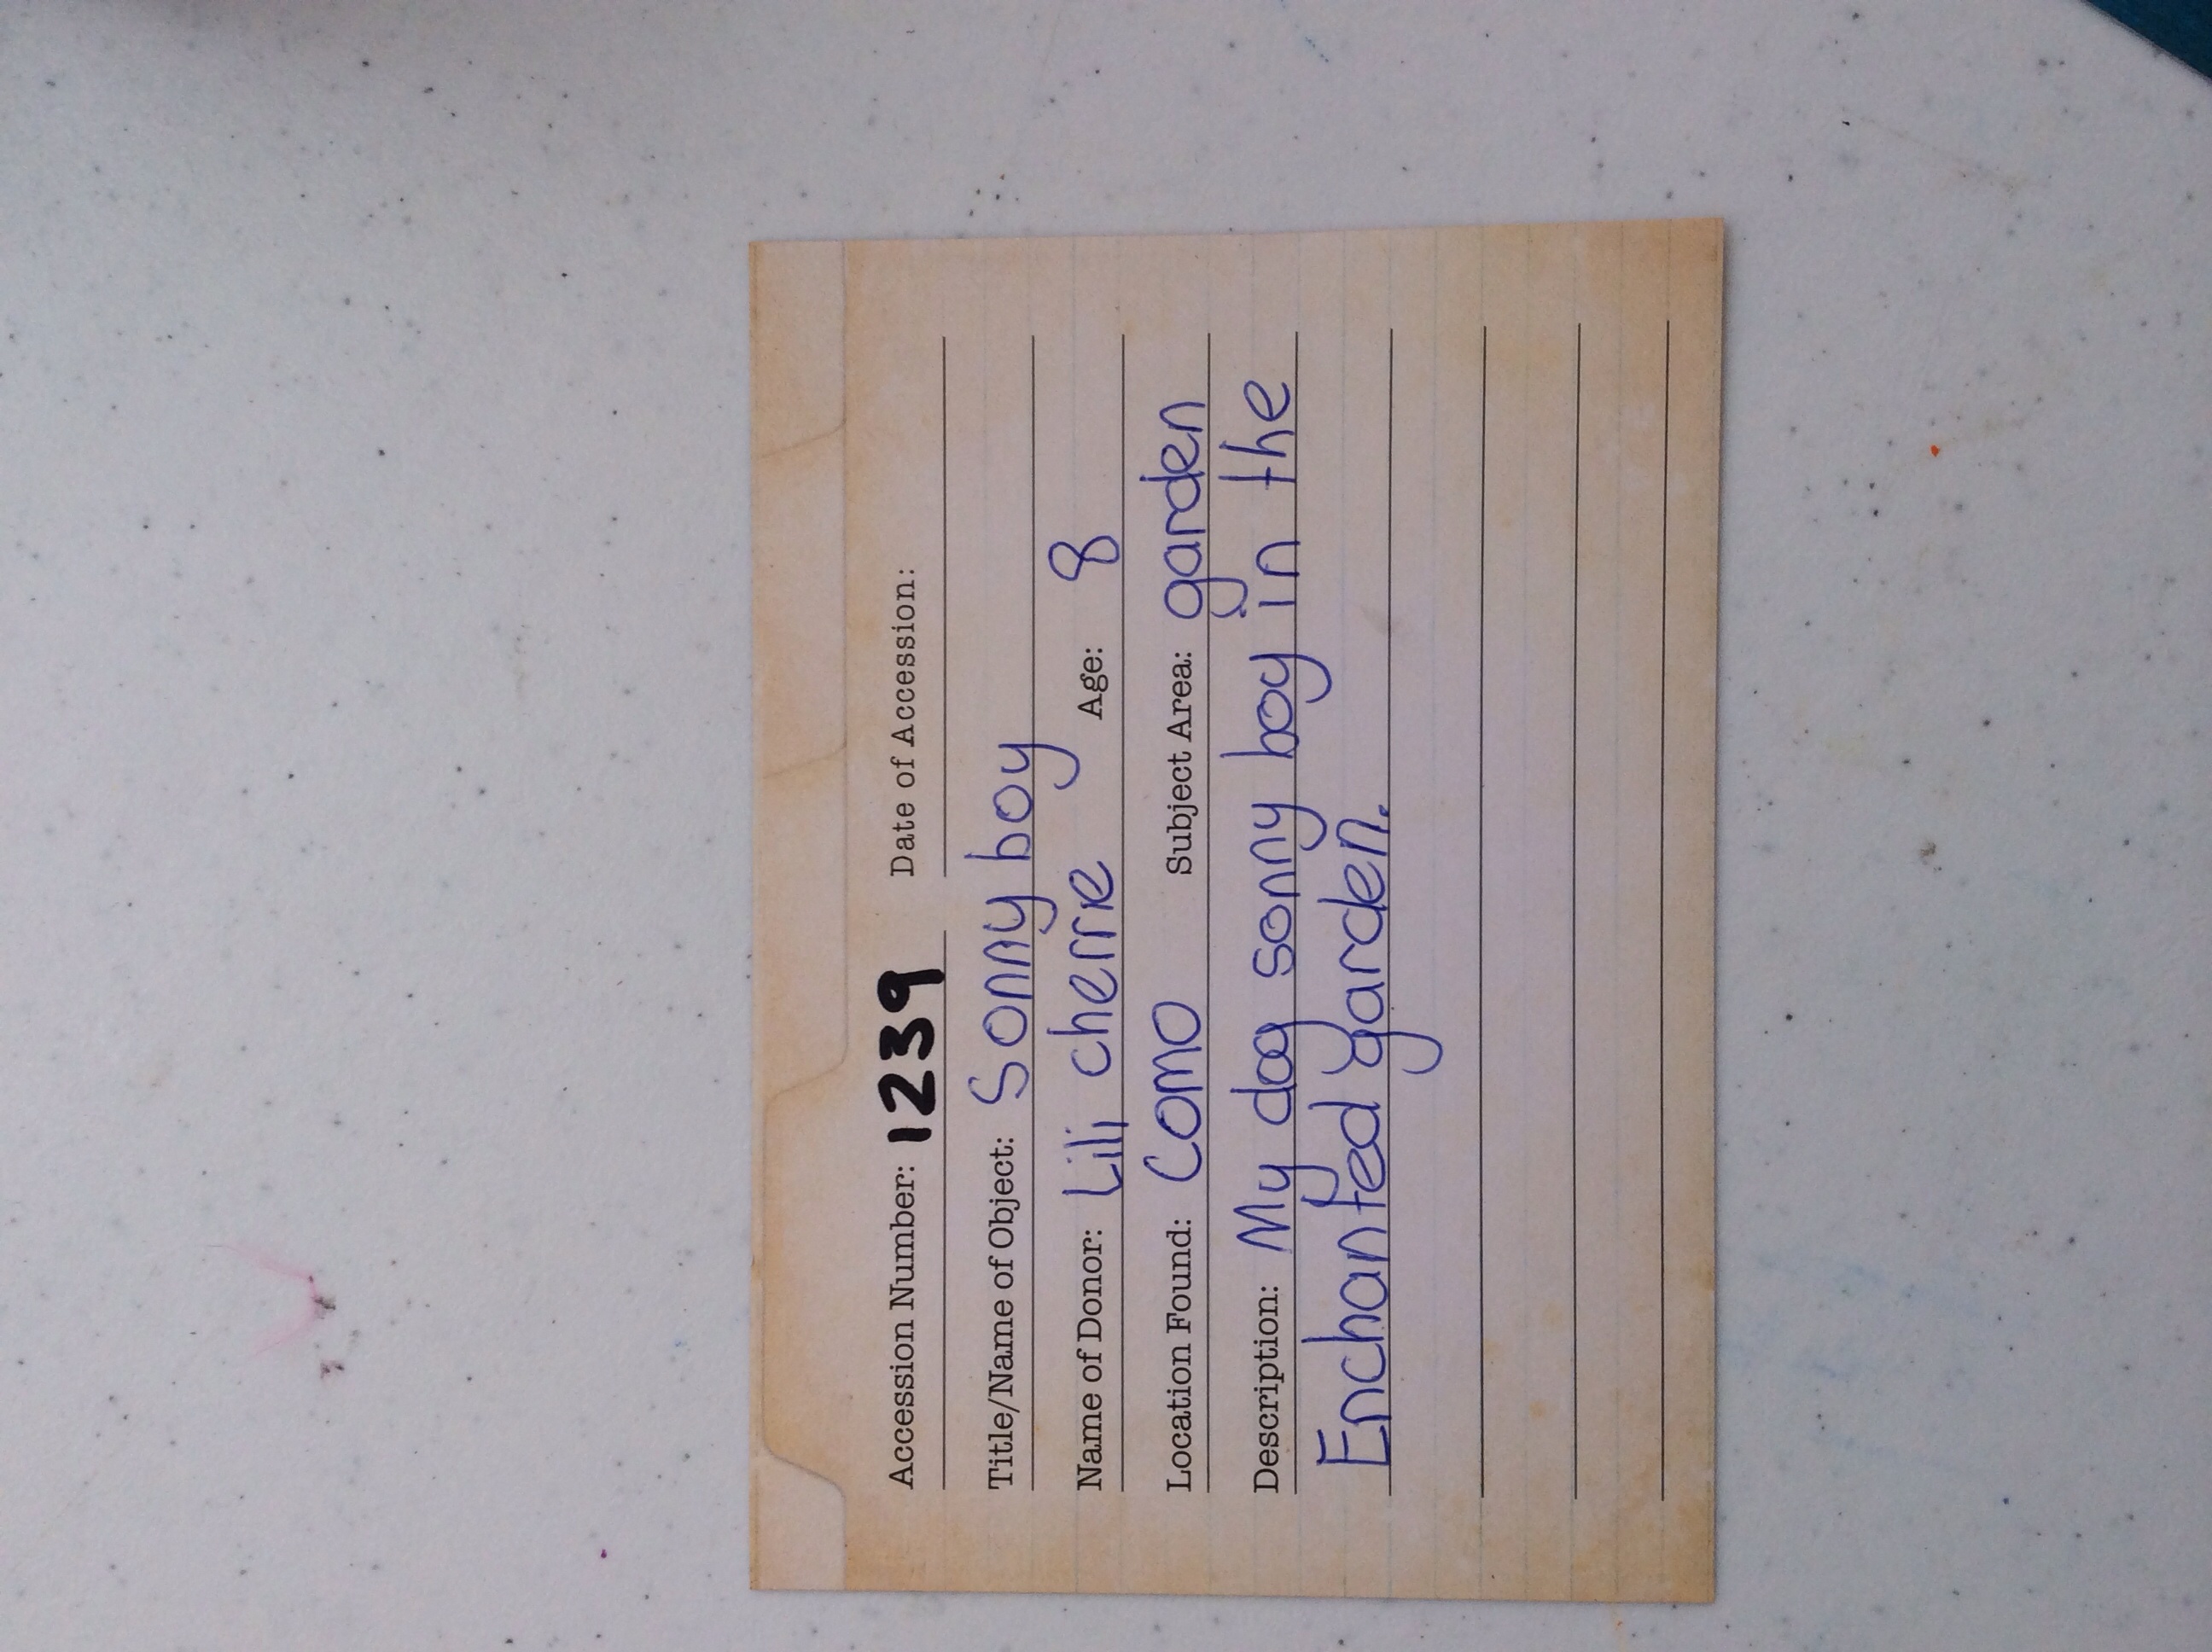 Accession Number: 1239 Date of Accession:
Title/Name of Object: Sonny boy
Name of Donor: Lili cherrie Age: 8
Location Found: Como Subject Area: garden
Description: My dog sonny boy in the
Enchanted garden.